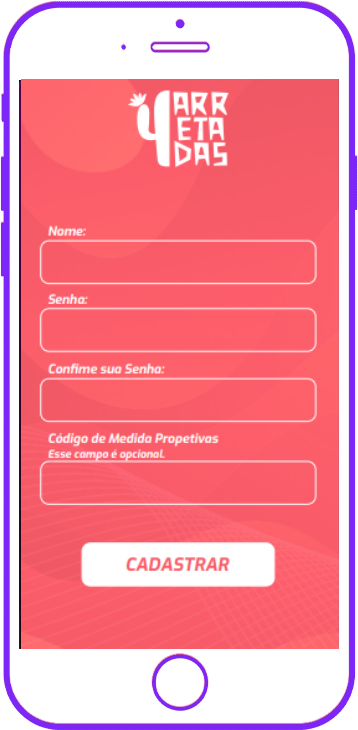 4 ARR
ETA
DAS
Nome:
Senha:
Confime sua Senha:
Código de Medida Propetivas
Esse campo é opcional.
CADASTRAR